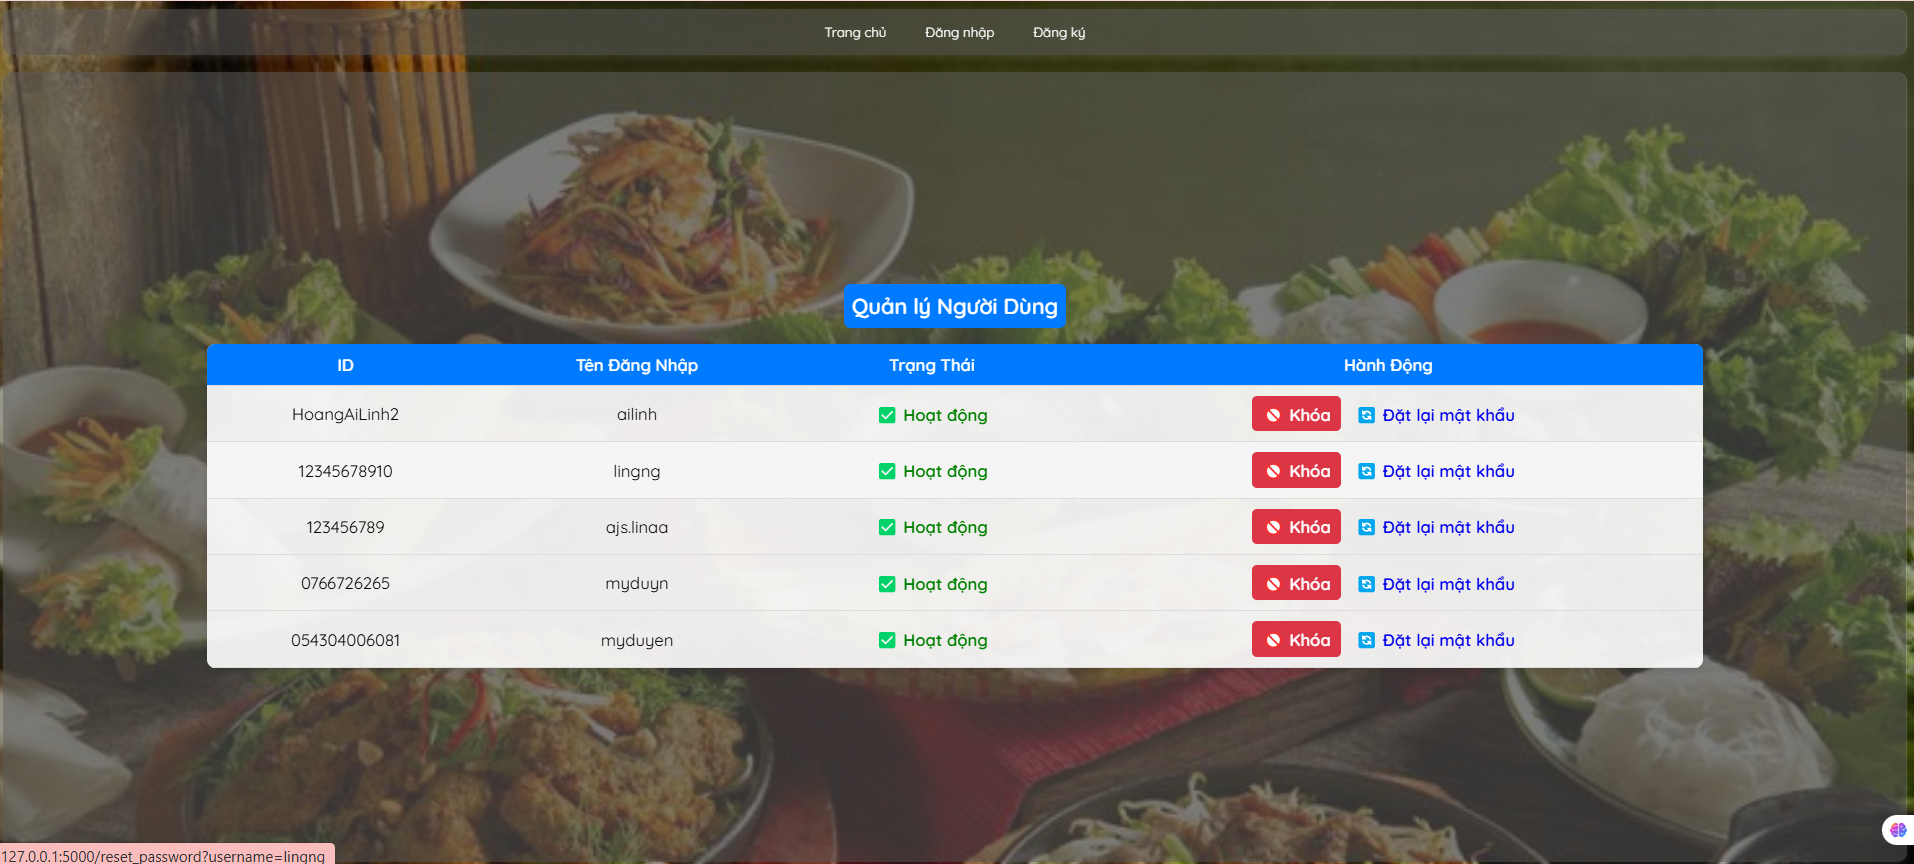 Trang chủ Đăng nhập Đăng ký
Quản lý Người Dùng
ID Tên Đăng Nhập Trạng Thái Hành Động
HoangAiLinh2 ailinh Hoạt động Khóa Đặt lại mật khẩu
12345678910 lingng Hoạt động Khóa Đặt lại mật khẩu
123456789 ajs.linaa Hoạt động Khóa Đặt lại mật khẩu
0766726265 myduyn Hoạt động Khóa Đặt lại mật khẩu
054304006081 myduyen Hoạt động Khóa Đặt lại mật khẩu
127.0.0.1:5000/reset_password?username=lingng